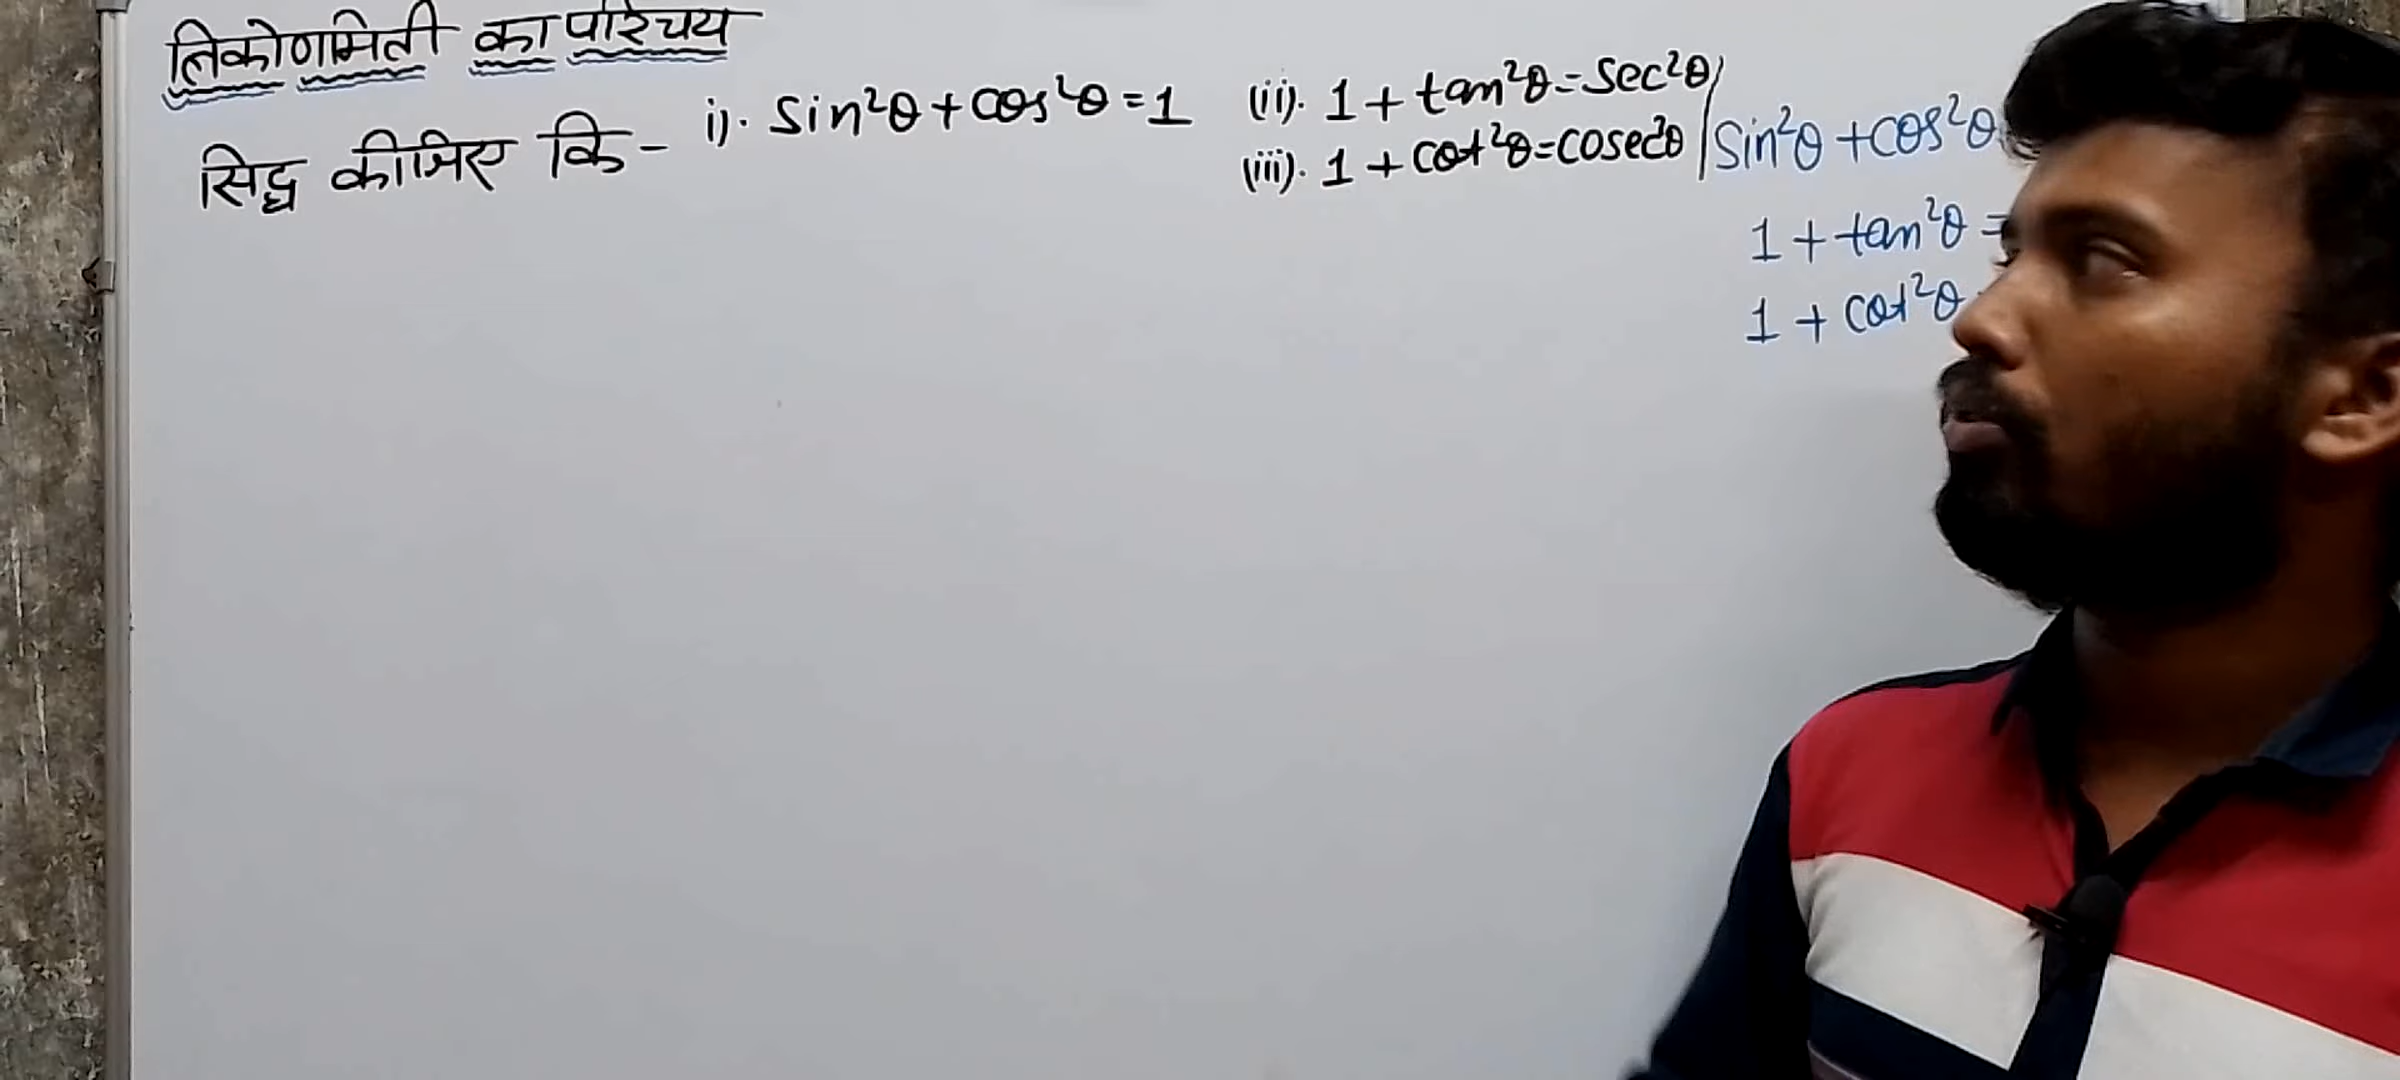 त्रिकोणमिती का परिचय
सिद्ध कीजिए कि- i). sin²θ + cos²θ = 1 (ii). 1 + tan²θ = sec²θ
(iii). 1 + cot²θ = cosec²θ
sin²θ + cos²θ
1 + tan²θ =
1 + cot²θ